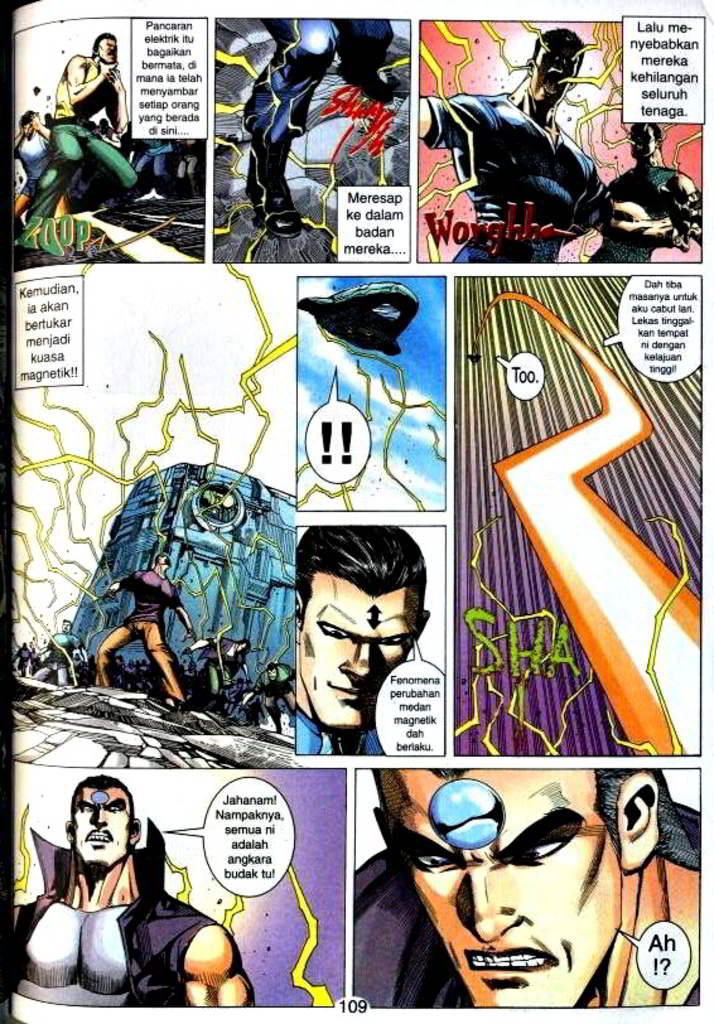 Pancaran
elektrik itu
bagaikan
bermata, di
mana ia telah
menyambar
setiap orang
yang berada
di sini....
ZOOP
Shaaa
Meresap
ke dalam
badan
mereka....
Lalu me-
nyebabkan
mereka
kehilangan
seluruh
tenaga.
Worghh
Kemudian,
ia akan
bertukar
menjadi
kuasa
magnetik!!
!!
Dah tiba
masanya untuk
aku cabut lari.
Lekas tinggal-
kan tempat
ni dengan
kelajuan
tinggi!
Too.
SHA
Fenomena
perubahan
medan
magnetik
dah
berlaku.
Jahanam!
Nampaknya,
semua ni
adalah
angkara
budak tu!
Ah
!?
109